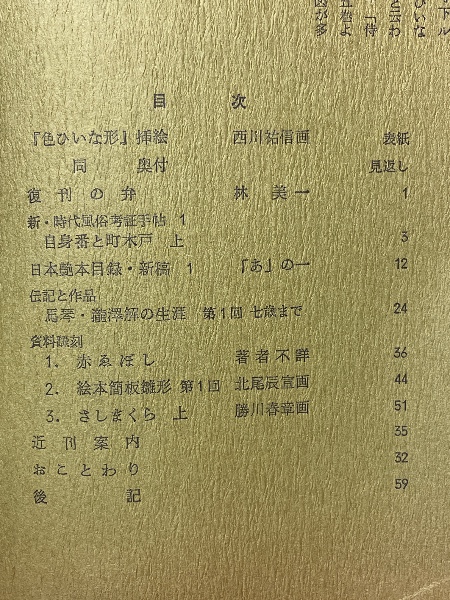 目次
『色ひいな形』挿絵 西川祐信画 表紙
同 奥付 見返し
復刊の弁 林美一 1
新・時代風俗考証手帖 1
自身番と町木戸 上 3
日本艶本目録・新稿 1 『あ』の一 12
伝記と作品
馬琴・瀧澤解の生涯 第1回 七歳まで 24
資料飜刻
1. 赤ゑぼし 著者不詳 36
2. 絵本簡板雛形 第1回 北尾辰宣画 44
3. さしまくら 上 勝川春章画 51
近刊案内 35
おことわり 32
後記 59